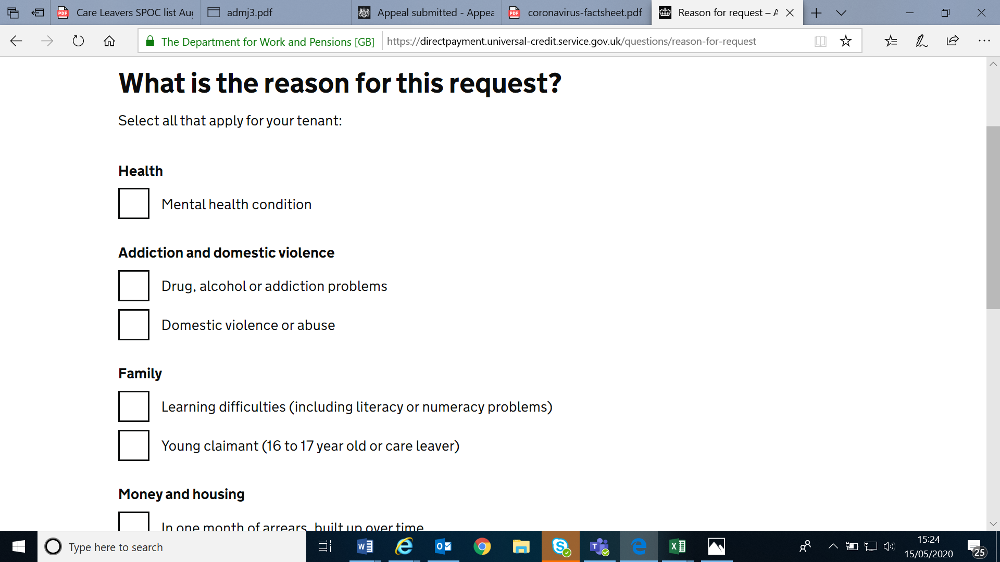 Care Leavers SPOC list Aug
admj3.pdf
Appeal submitted - Appea
coronavirus-factsheet.pdf
Reason for request – A
The Department for Work and Pensions [GB]
https://directpayment.universal-credit.service.gov.uk/questions/reason-for-request
What is the reason for this request?
Select all that apply for your tenant:
Health
Mental health condition
Addiction and domestic violence
Drug, alcohol or addiction problems
Domestic violence or abuse
Family
Learning difficulties (including literacy or numeracy problems)
Young claimant (16 to 17 year old or care leaver)
Money and housing
In one month of arrears, built up over time
Type here to search
15:24
15/05/2020
25